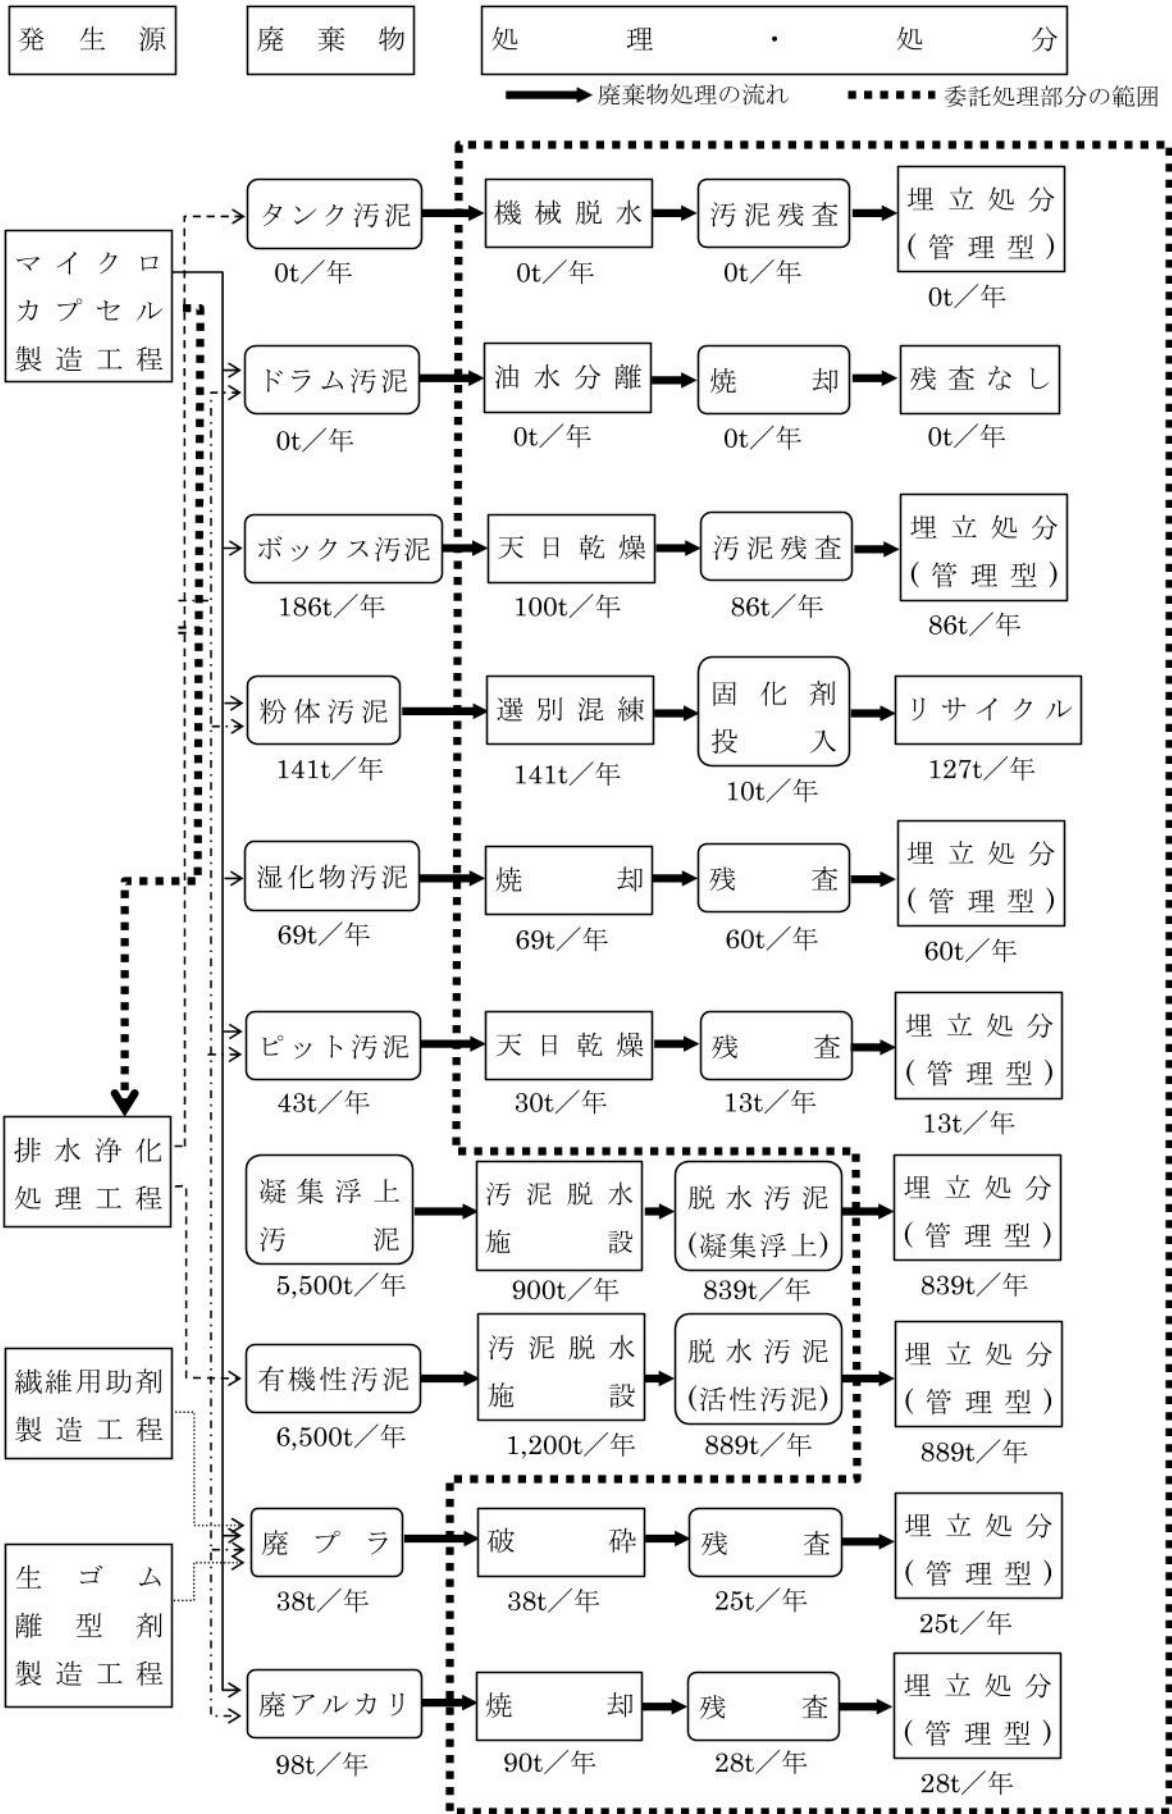 発生源
廃棄物
処理・処分
廃棄物処理の流れ
委託処理部分の範囲
マイクロ
カプセル
製造工程
排水浄化
処理工程
繊維用助剤
製造工程
生ゴム
離型剤
製造工程
タンク汚泥
0t／年
機械脱水
0t／年
汚泥残査
0t／年
埋立処分
(管理型)
0t／年
ドラム汚泥
0t／年
油水分離
0t／年
焼却
0t／年
残査なし
0t／年
ボックス汚泥
186t／年
天日乾燥
100t／年
汚泥残査
86t／年
埋立処分
(管理型)
86t／年
粉体汚泥
141t／年
選別混練
141t／年
固化剤
投入
10t／年
リサイクル
127t／年
湿化物汚泥
69t／年
焼却
69t／年
残査
60t／年
埋立処分
(管理型)
60t／年
ピット汚泥
43t／年
天日乾燥
30t／年
残査
13t／年
埋立処分
(管理型)
13t／年
凝集浮上
汚泥
5,500t／年
汚泥脱水
施設
900t／年
脱水汚泥
(凝集浮上)
839t／年
埋立処分
(管理型)
839t／年
有機性汚泥
6,500t／年
汚泥脱水
施設
1,200t／年
脱水汚泥
(活性汚泥)
889t／年
埋立処分
(管理型)
889t／年
廃プラ
38t／年
破砕
38t／年
残査
25t／年
埋立処分
(管理型)
25t／年
廃アルカリ
98t／年
焼却
90t／年
残査
28t／年
埋立処分
(管理型)
28t／年